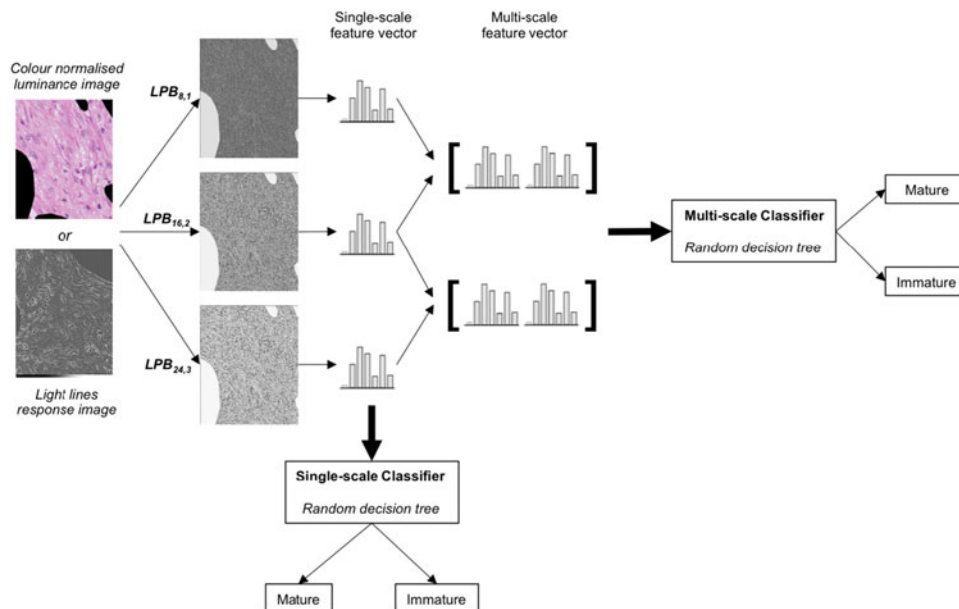 Single-scale
feature vector
Multi-scale
feature vector
Colour normalised
luminance image
or
Light lines
response image
LPB8,1
LPB16,2
LPB24,3
Multi-scale Classifier
Random decision tree
Mature
Immature
Single-scale Classifier
Random decision tree
Mature
Immature